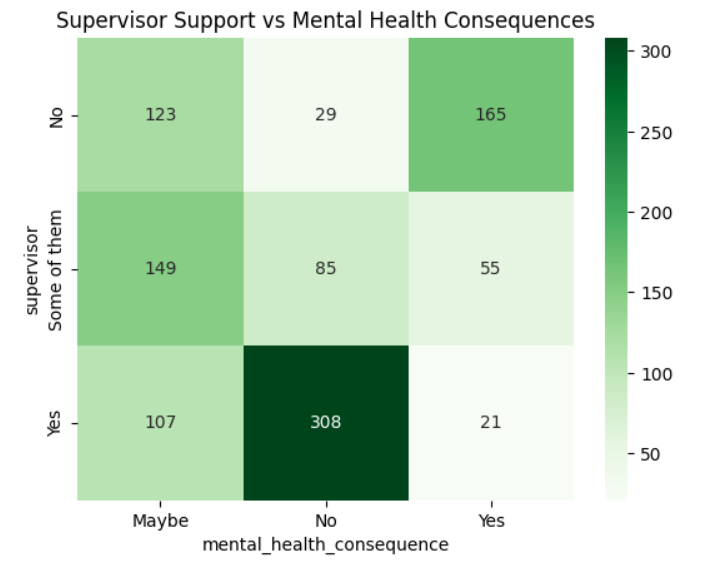 Supervisor Support vs Mental Health Consequences
No
123
29
165
300
250
200
150
100
50
supervisor
Some of them
149
85
55
Yes
107
308
21
Maybe
No
Yes
mental_health_consequence